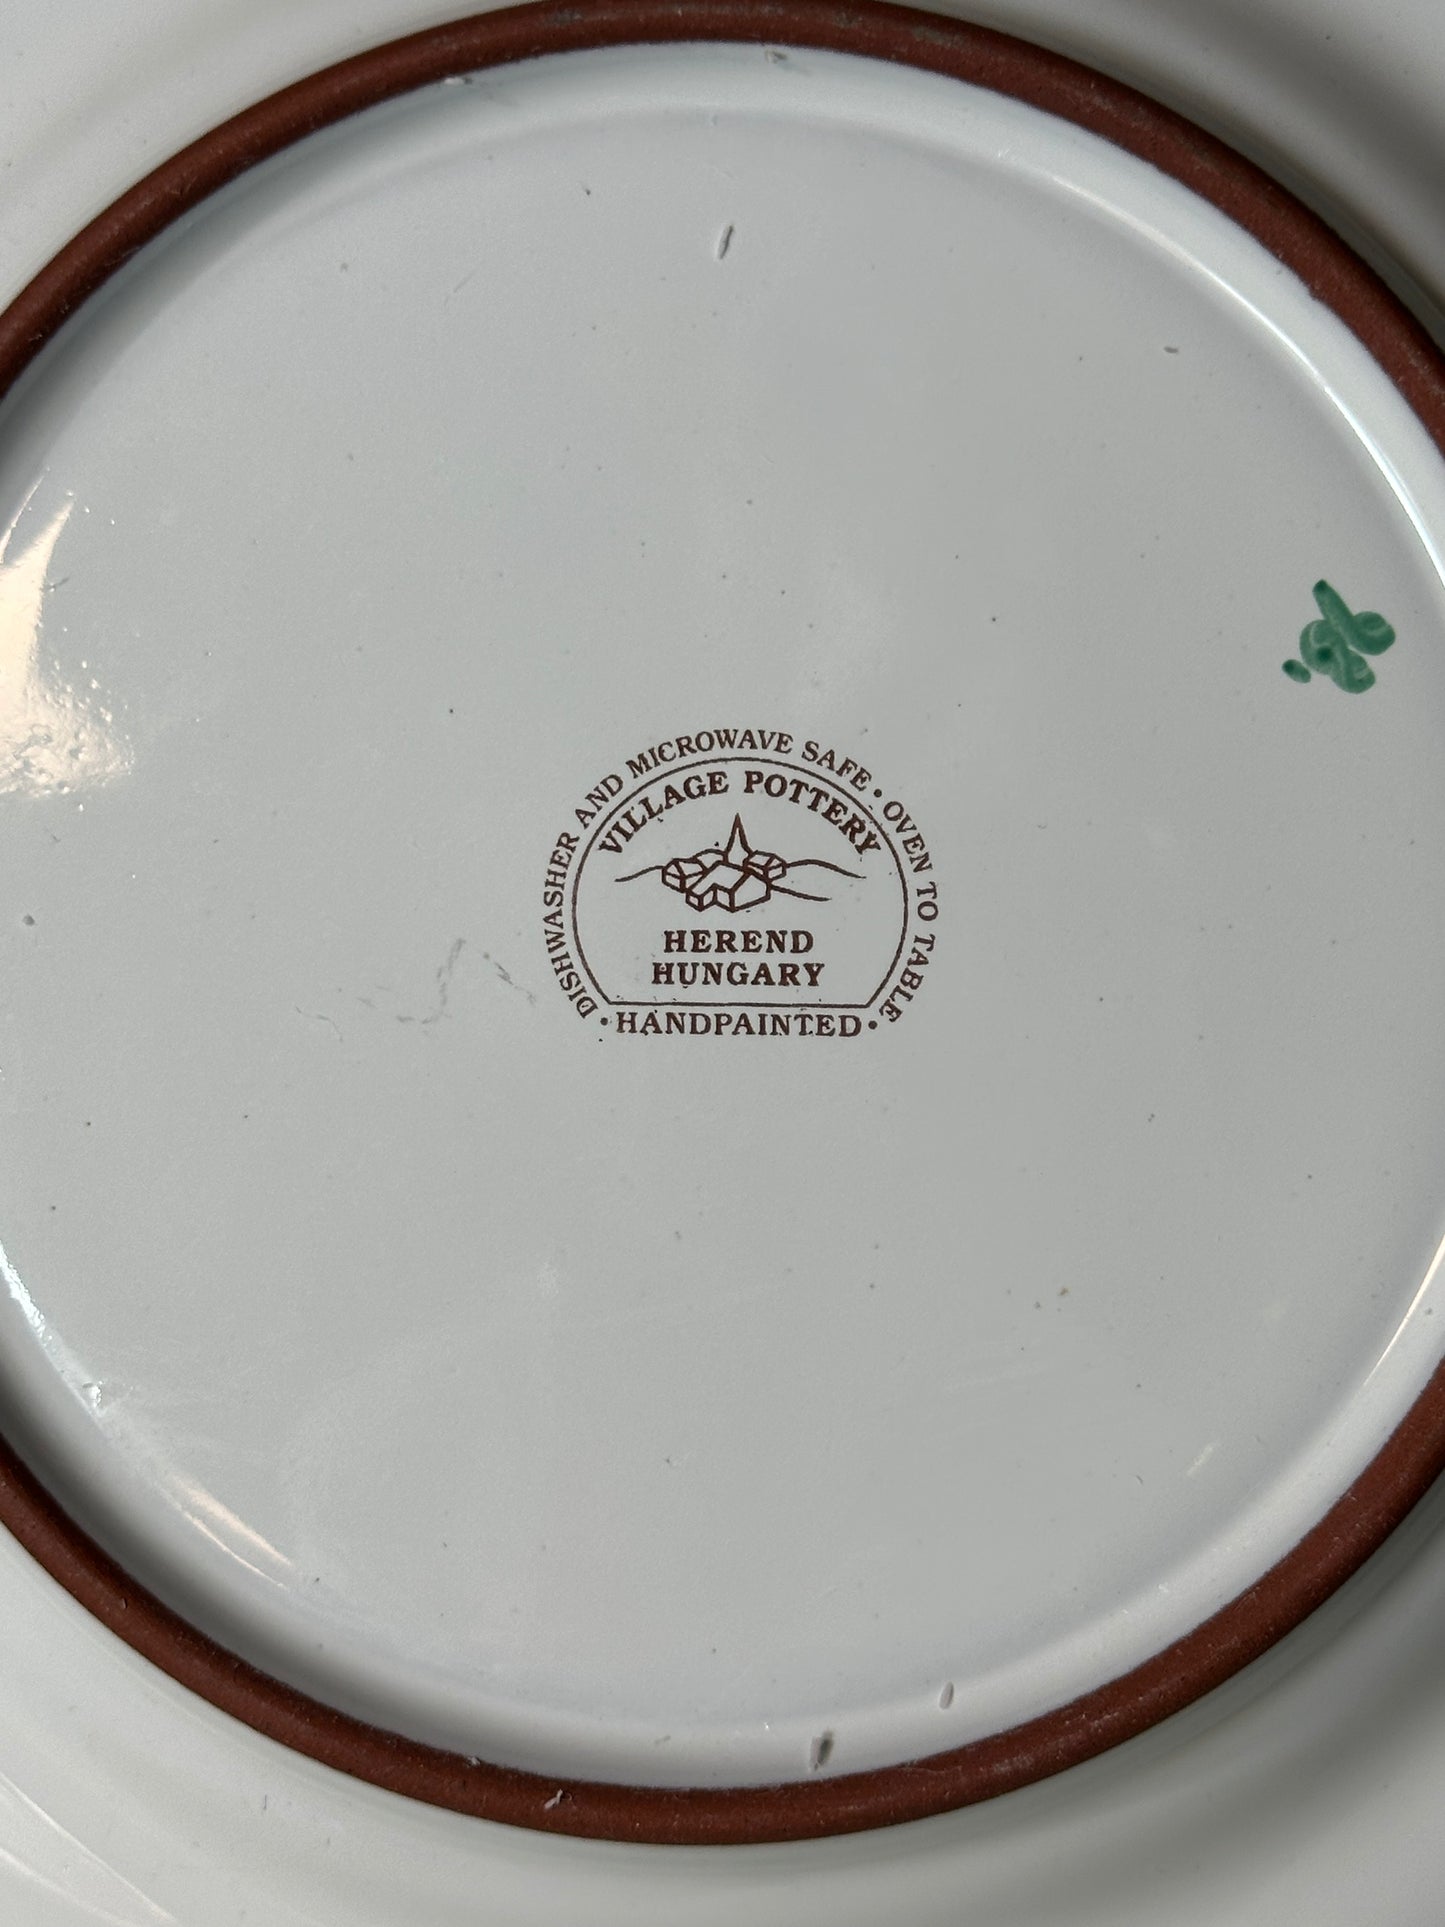 DISHWASHER AND MICROWAVE SAFE • OVEN TO TABLE
VILLAGE POTTERY
HEREND
HUNGARY
• HANDPAINTED •